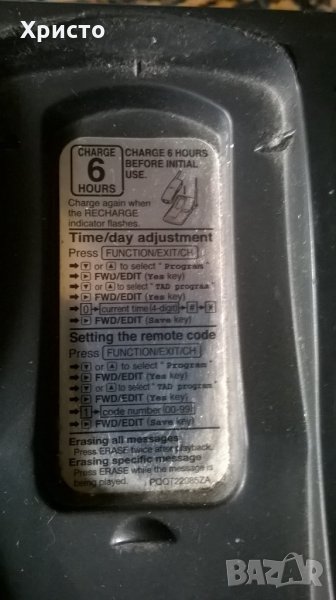 Христо
CHARGE
6
HOURS
CHARGE 6 HOURS
BEFORE INITIAL
USE.
Charge again when
the RECHARGE
indicator flashes.
Time/day adjustment
Press FUNCTION/EXIT/CH
➡ ▼ or ▲ to select "Program"
➡ ▶ FWD/EDIT (Yes key)
➡ ▼ or ▲ to select "TAD program"
➡ ▶ FWD/EDIT (Yes key)
➡ 0 ➡ current time (4-digit) ➡ # ➡ *
➡ ▶ FWD/EDIT (Save key)
Setting the remote code
Press FUNCTION/EXIT/CH
➡ ▼ or ▲ to select "Program"
➡ ▶ FWD/EDIT (Yes key)
➡ ▼ or ▲ to select "TAD program"
➡ ▶ FWD/EDIT (Yes key)
➡ 1 ➡ code number (00-99)
➡ ▶ FWD/EDIT (Save key)
Erasing all messages
Press ERASE twice after playback.
Erasing specific message
Press ERASE while the message is
being played. PQQT22085ZA
BAZAR